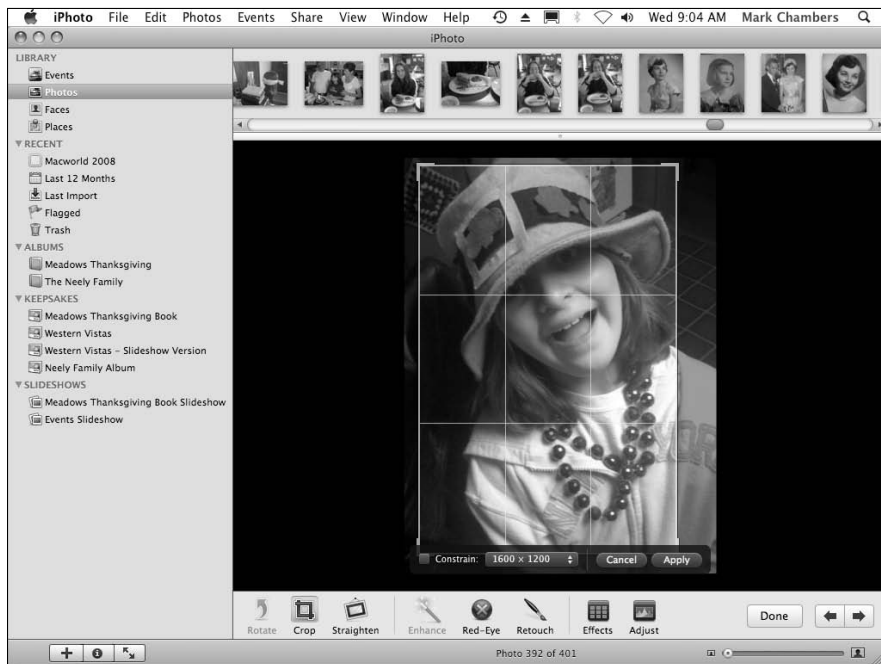 iPhoto File Edit Photos Events Share View Window Help Wed 9:04 AM Mark Chambers
iPhoto
LIBRARY
Events
Photos
Faces
Places
RECENT
Macworld 2008
Last 12 Months
Last Import
Flagged
Trash
ALBUMS
Meadows Thanksgiving
The Neely Family
KEEPSAKES
Meadows Thanksgiving Book
Western Vistas
Western Vistas – Slideshow Version
Neely Family Album
SLIDESHOWS
Meadows Thanksgiving Book Slideshow
Events Slideshow
Constrain: 1600 × 1200 Cancel Apply
Rotate Crop Straighten Enhance Red-Eye Retouch Effects Adjust Done
Photo 392 of 401